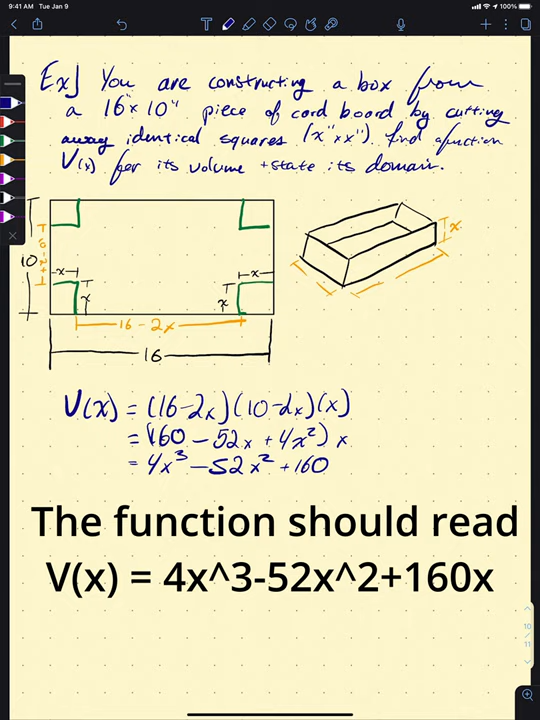 9:41 AM Tue Jan 9
100%
Ex] You are constructing a box from
a 16" x 10" piece of cord board by cutting
away identical squares (x" x x"). find a function
V(x) for its volume + state its domain.
x
10
x
x
x
x
16 - 2x
16
V(x) = (16-2x)(10-2x)(x)
= (160 - 52x + 4x²) x
= 4x³ - 52x² + 160
The function should read
V(x) = 4x^3-52x^2+160x
10
11